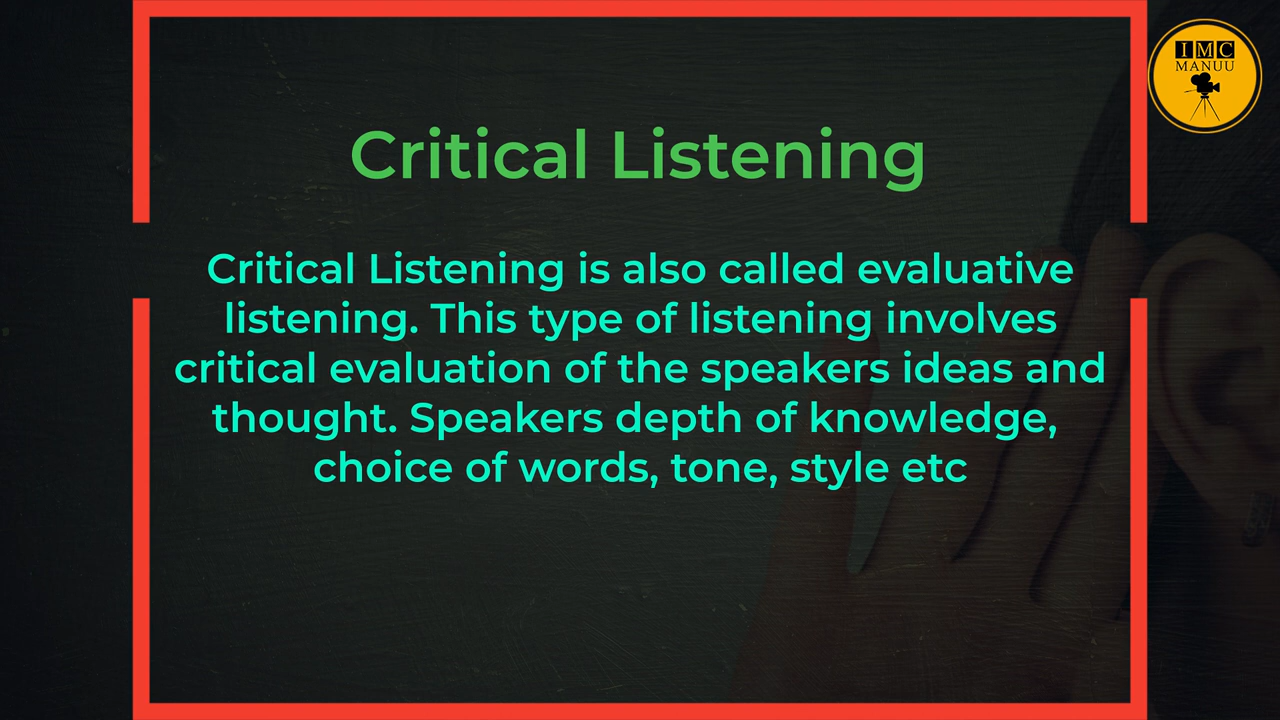 IMC
MANUU
Critical Listening
Critical Listening is also called evaluative
listening. This type of listening involves
critical evaluation of the speakers ideas and
thought. Speakers depth of knowledge,
choice of words, tone, style etc